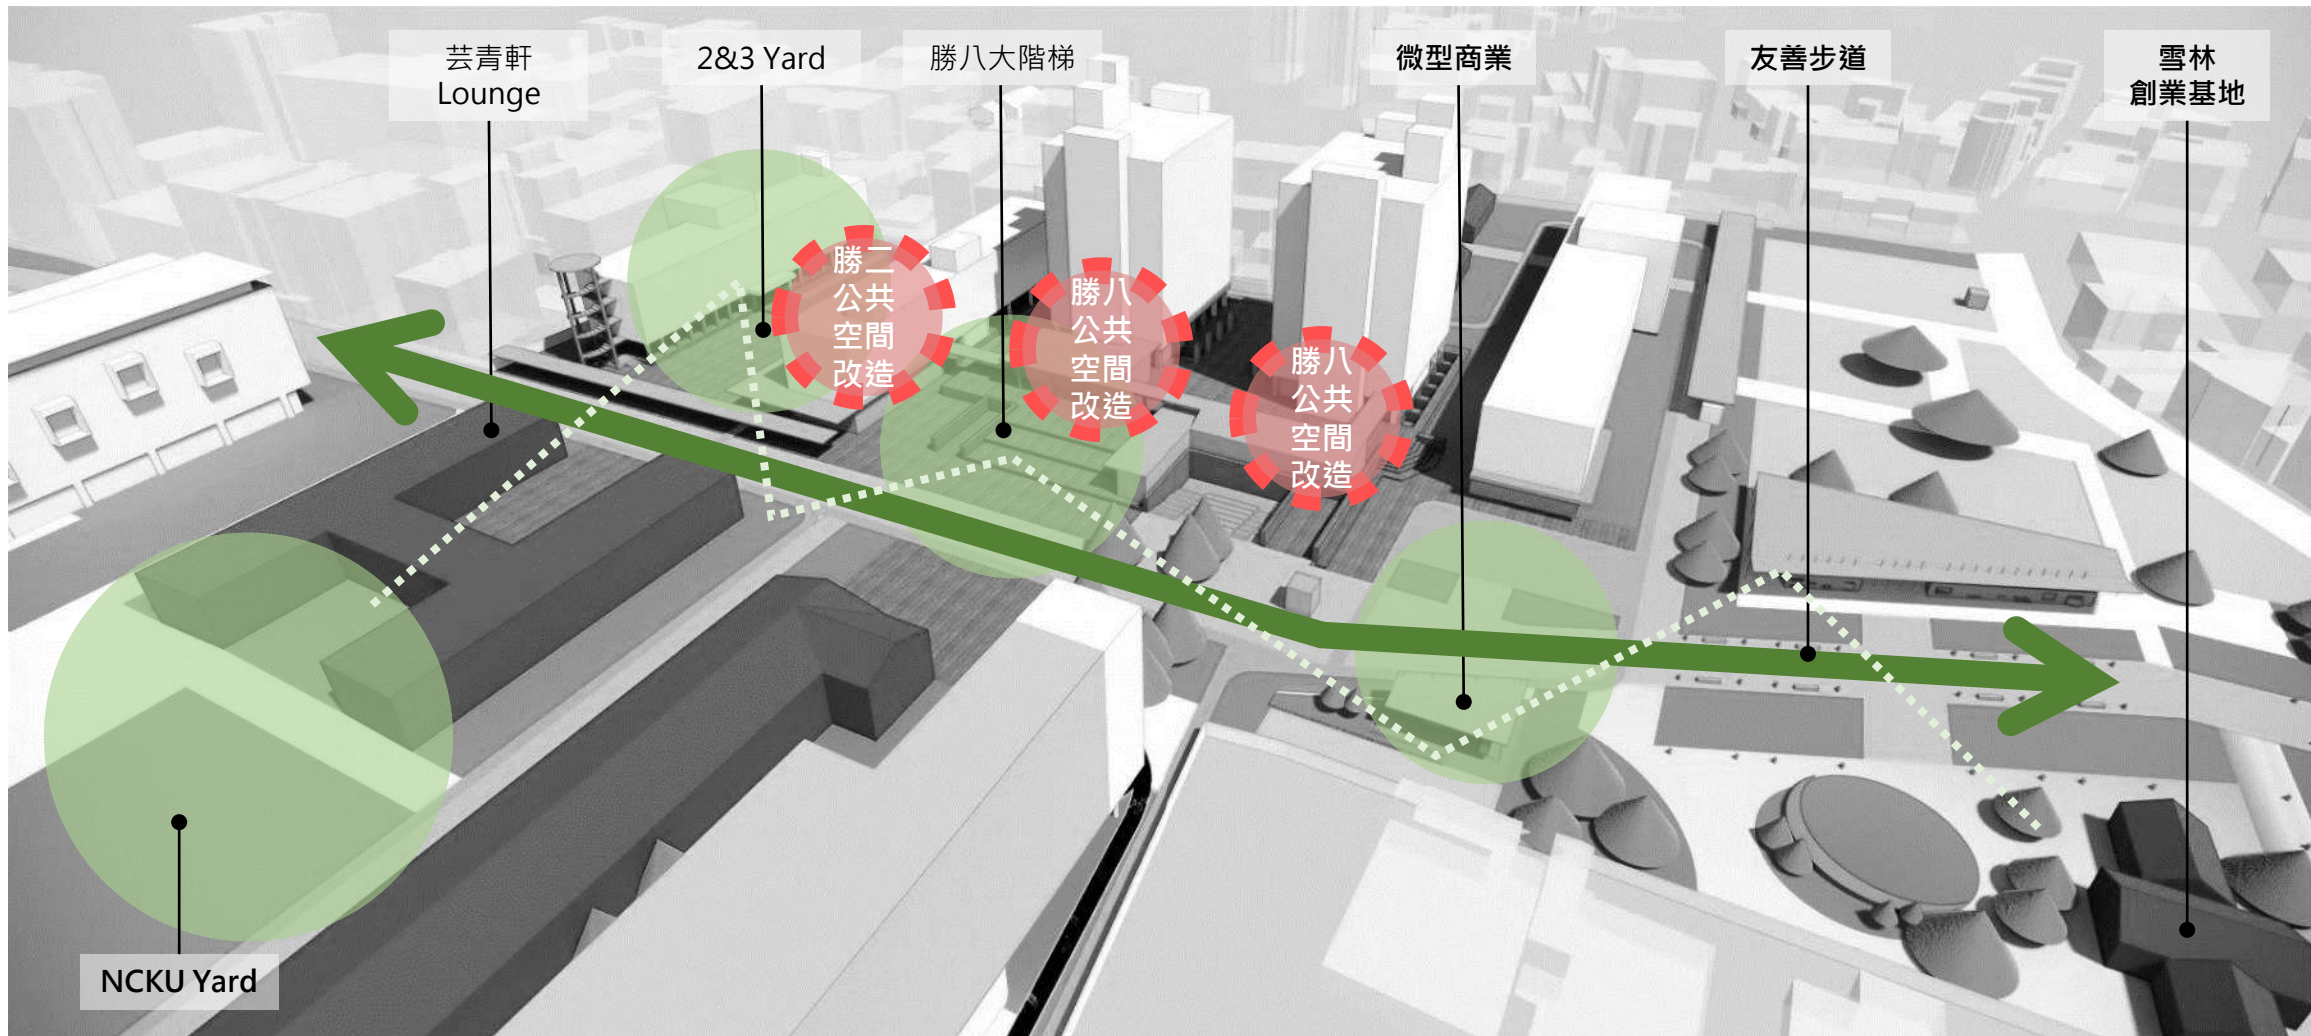 芸青軒
Lounge
2&3 Yard
勝八大階梯
微型商業
友善步道
雪林
創業基地
勝二
公共
空間
改造
勝八
公共
空間
改造
勝八
公共
空間
改造
NCKU Yard